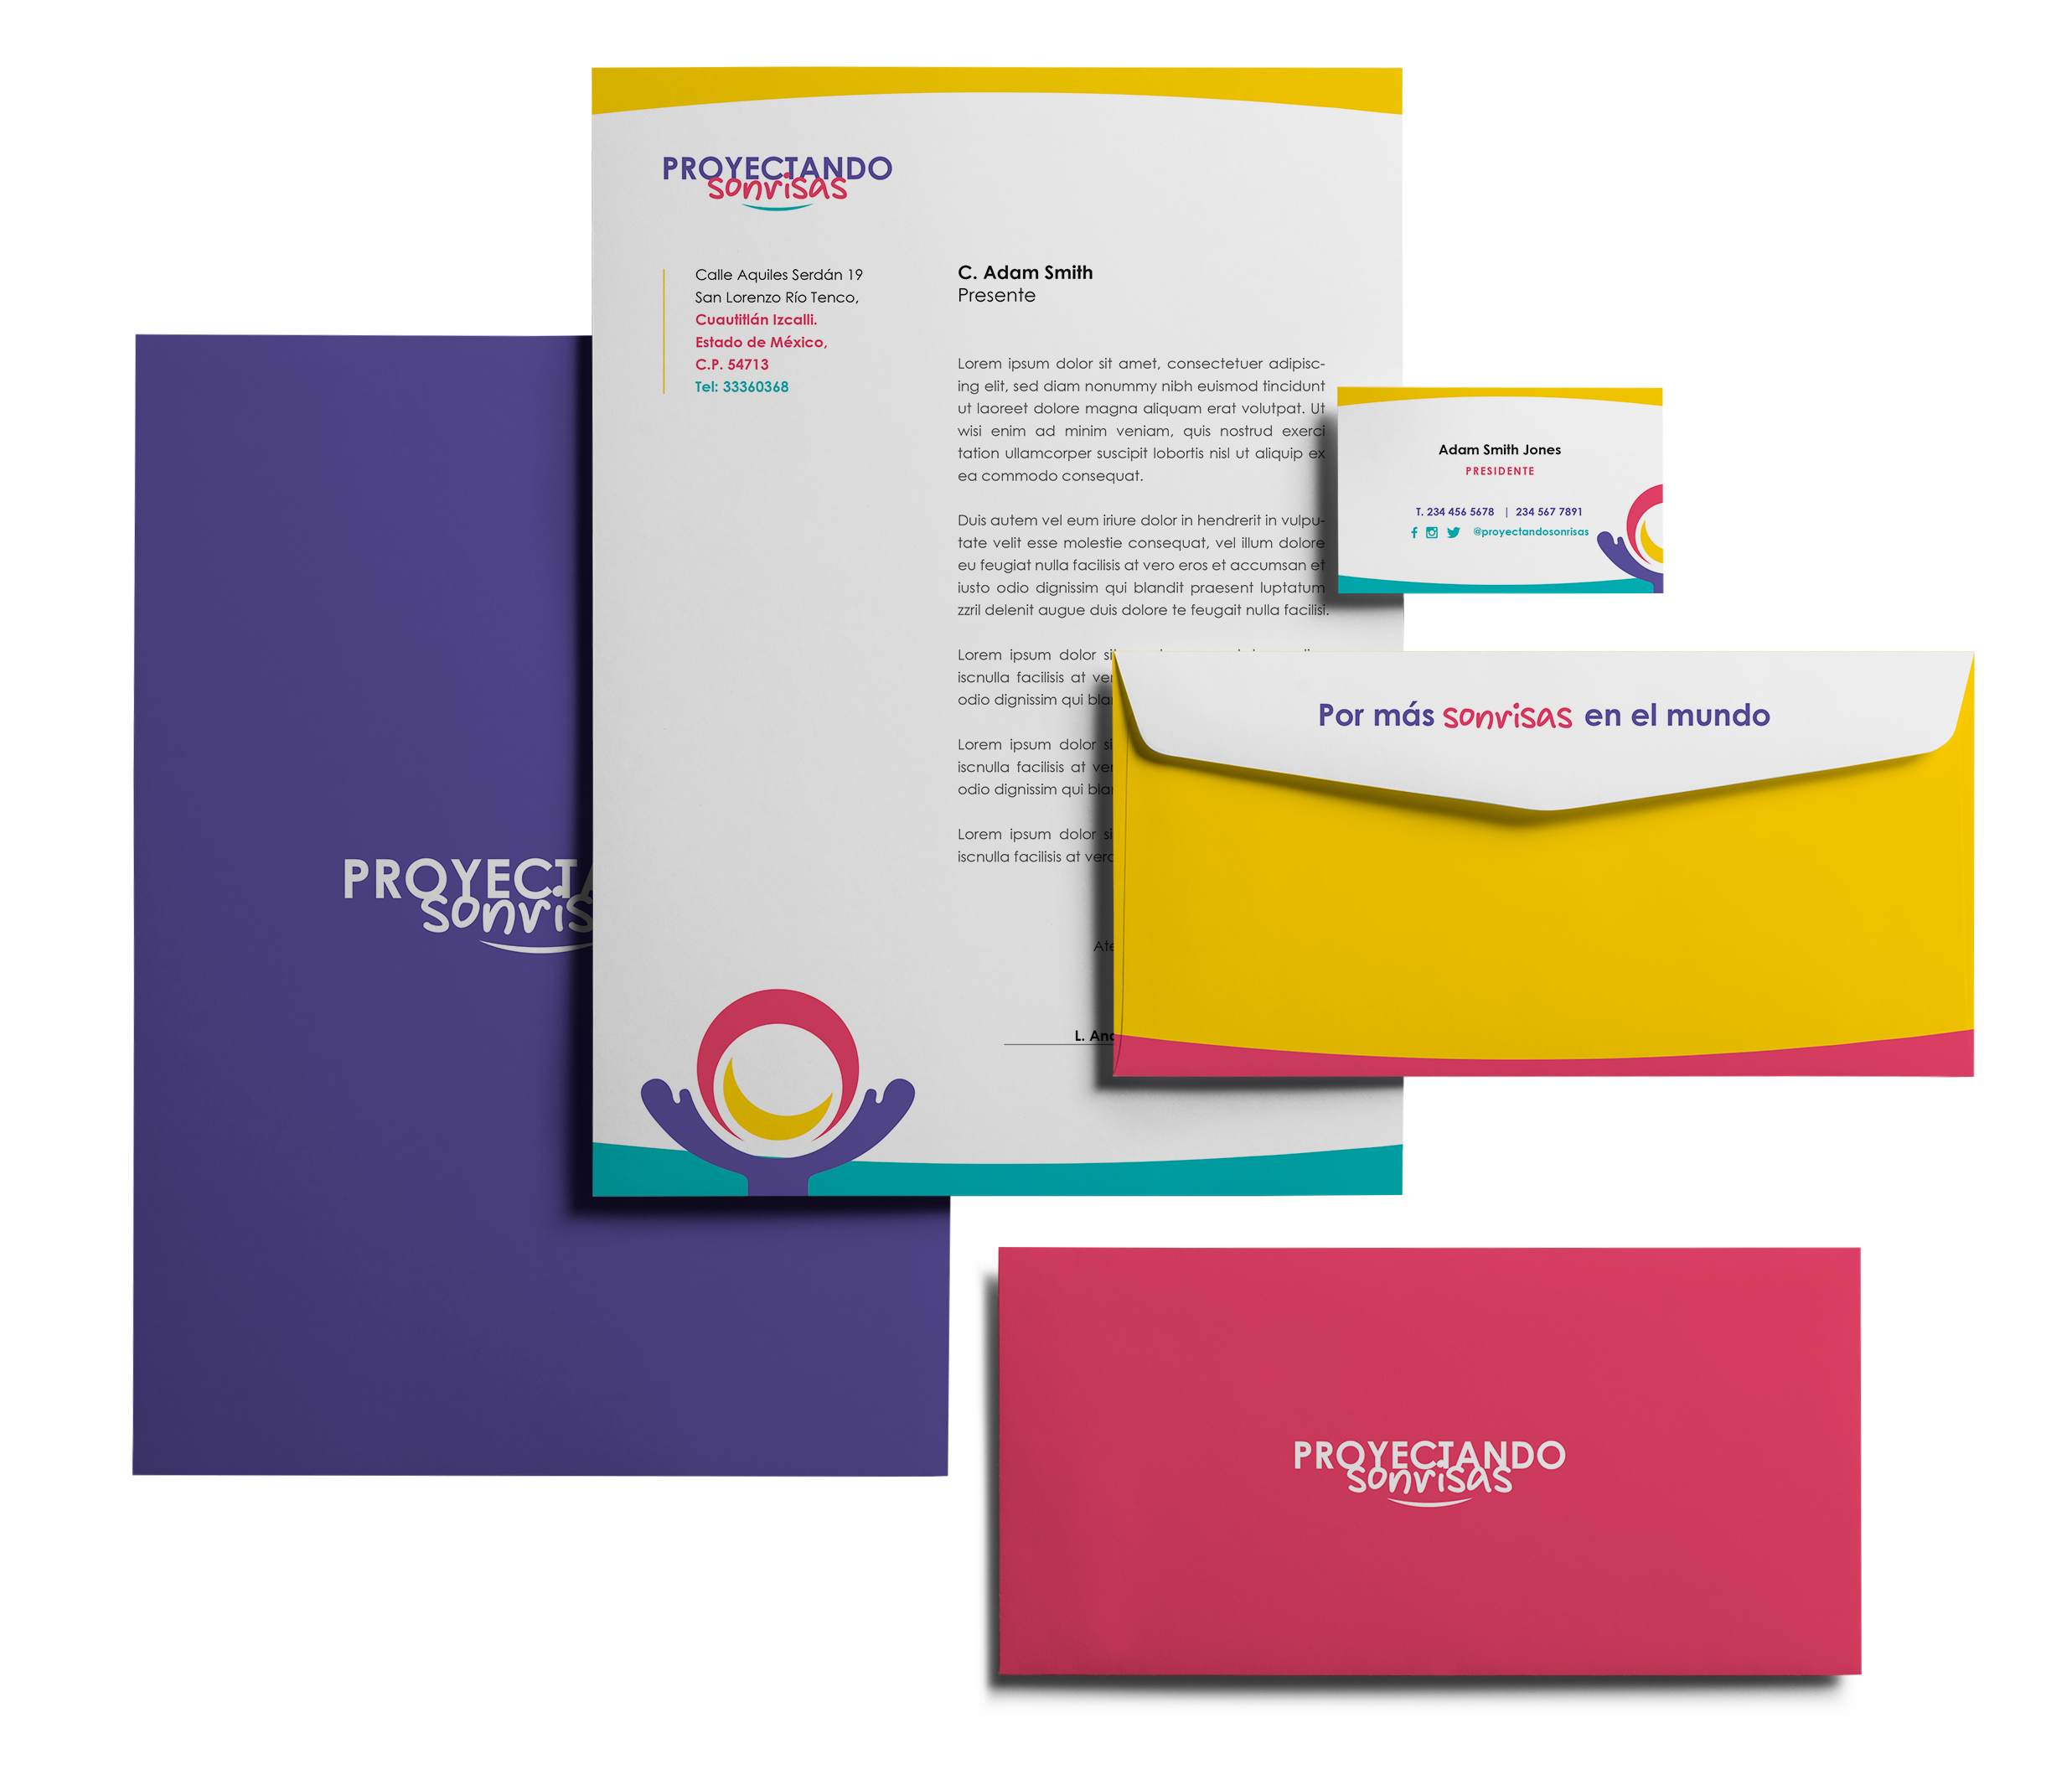 PROYECTANDO
sonrisas
Calle Aquiles Serdán 19
San Lorenzo Río Tenco,
Cuautitlán Izcalli.
Estado de México,
C.P. 54713
Tel: 33360368
C. Adam Smith
Presente
Lorem ipsum dolor sit amet, consectetuer adipisc-
ing elit, sed diam nonummy nibh euismod tincidunt
ut laoreet dolore magna aliquam erat volutpat. Ut
wisi enim ad minim veniam, quis nostrud exerci
tation ullamcorper suscipit lobortis nisl ut aliquip ex
ea commodo consequat.
Duis autem vel eum iriure dolor in hendrerit in vulpu-
tate velit esse molestie consequat, vel illum dolore
eu feugiat nulla facilisis at vero eros et accumsan et
iusto odio dignissim qui blandit praesent luptatum
zzril delenit augue duis dolore te feugait nulla facilisi.
Lorem ipsum dolor
iscnulla facilisis at
odio dignissim qui
Lorem ipsum dolor
iscnulla facilisis at
odio dignissim qui
Lorem ipsum dolor
iscnulla facilisis at
L.
Adam Smith Jones
PRESIDENTE
T. 234 456 5678 | 234 567 7891
@proyectandosonrisas
Por más sonrisas en el mundo
PROYECTANDO
sonrisas